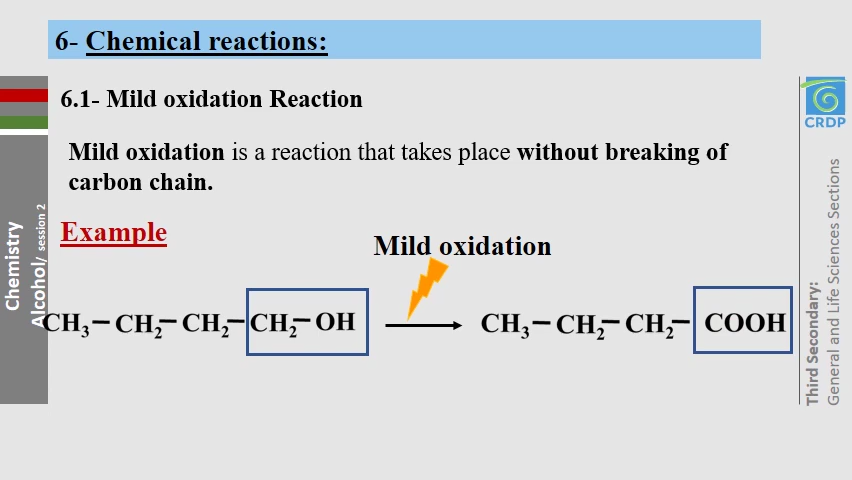 6- Chemical reactions:
6.1- Mild oxidation Reaction
Mild oxidation is a reaction that takes place without breaking of
carbon chain.
Example
Mild oxidation
CH₃–CH₂–CH₂–CH₂–OH
CH₃–CH₂–CH₂–COOH
Chemistry
Alcohol/ session 2
CRDP
Third Secondary:
General and Life Sciences Sections